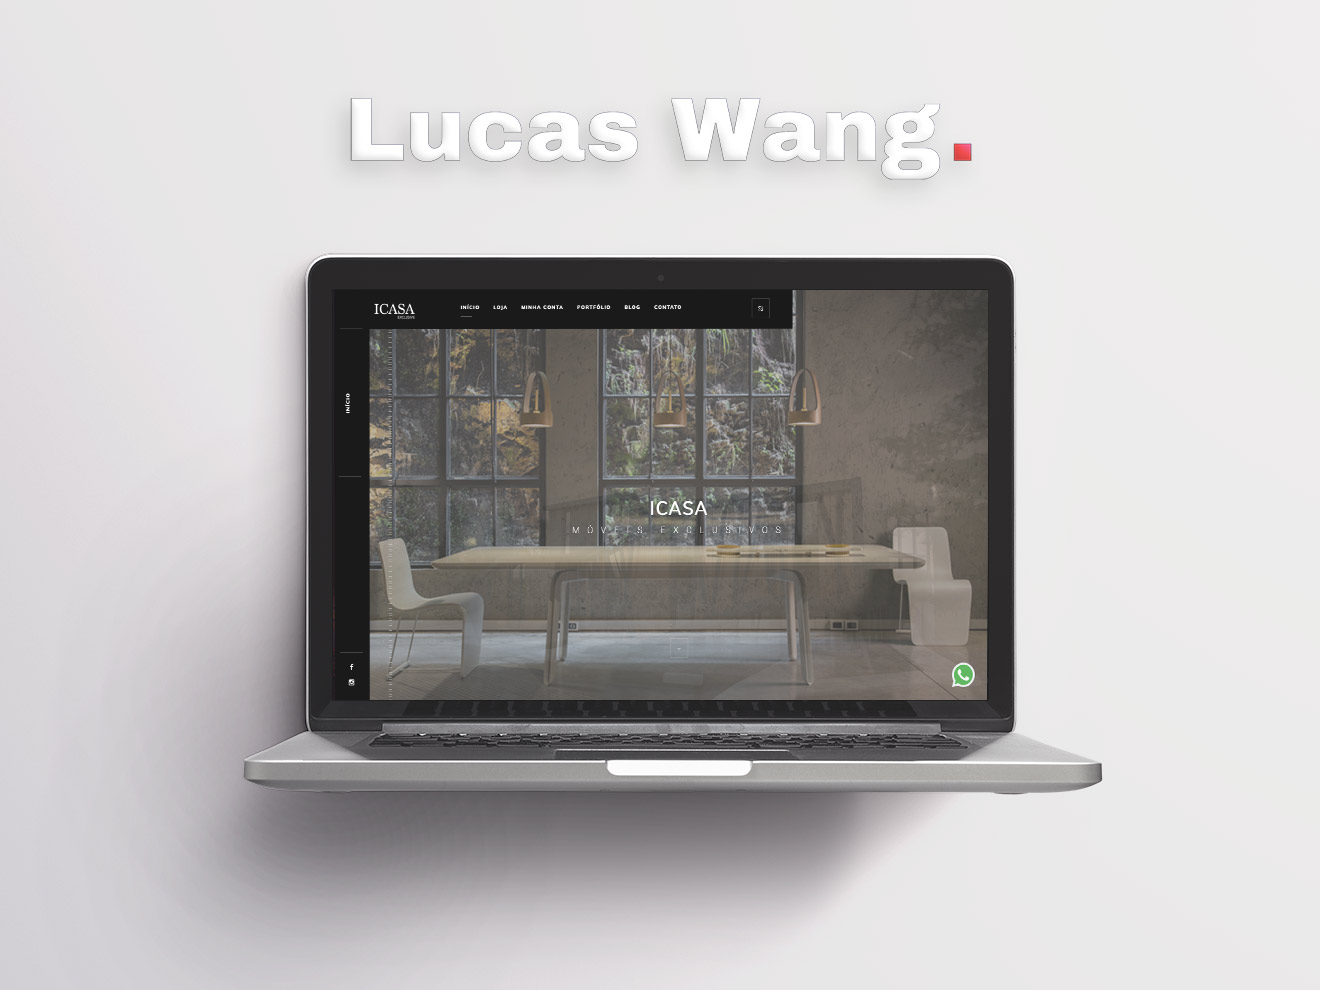 Lucas Wang.
ICASA
EXCLUSIVE
INÍCIO LOJA MINHA CONTA PORTFÓLIO BLOG CONTATO
INÍCIO
ICASA
MÓVEIS EXCLUSIVOS